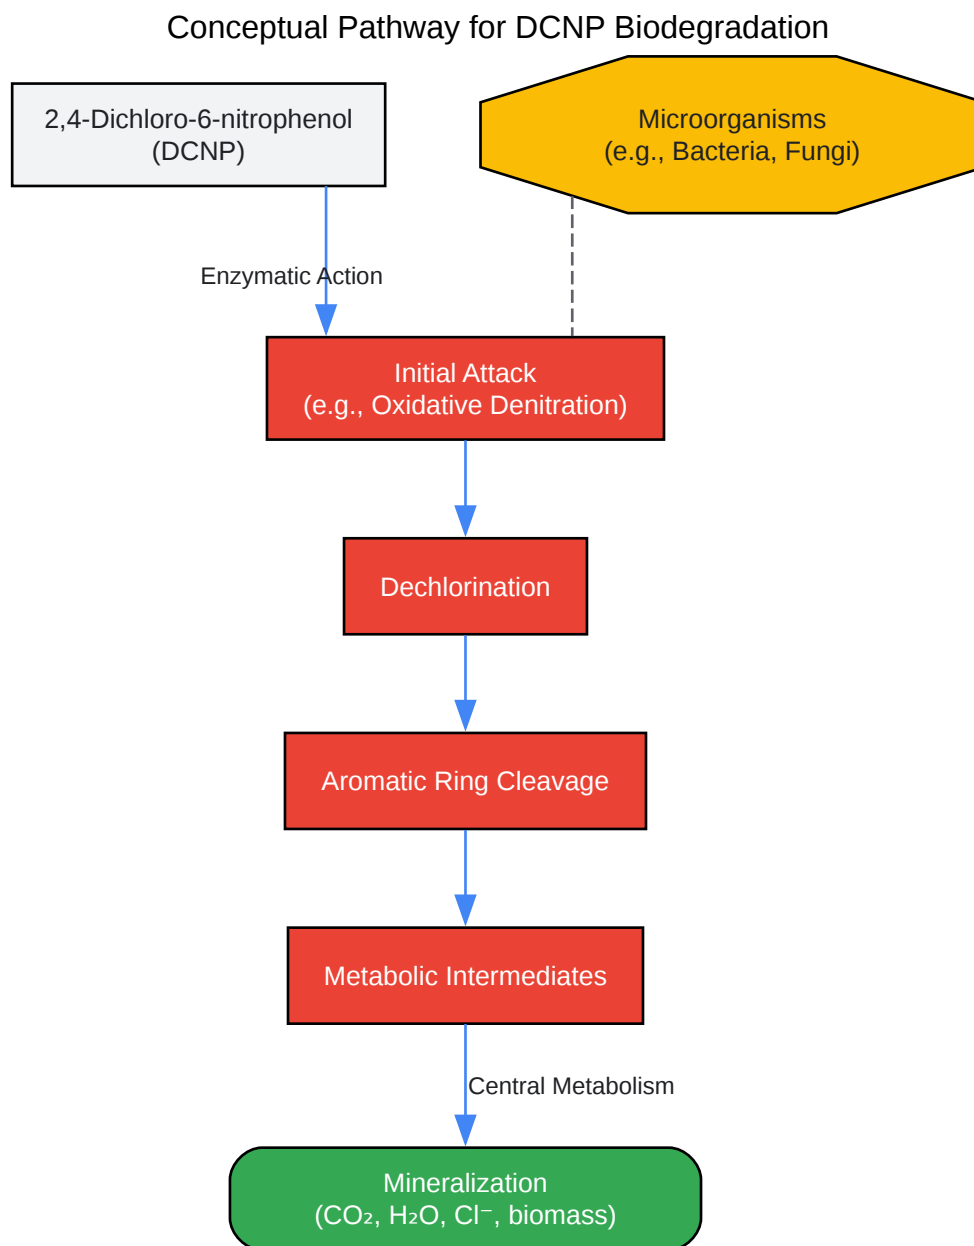 Conceptual Pathway for DCNP Biodegradation
2,4-Dichloro-6-nitrophenol
(DCNP)
Microorganisms
(e.g., Bacteria, Fungi)
Enzymatic Action
Initial Attack
(e.g., Oxidative Denitration)
Dechlorination
Aromatic Ring Cleavage
Metabolic Intermediates
Central Metabolism
Mineralization
(CO₂, H₂O, Cl⁻, biomass)